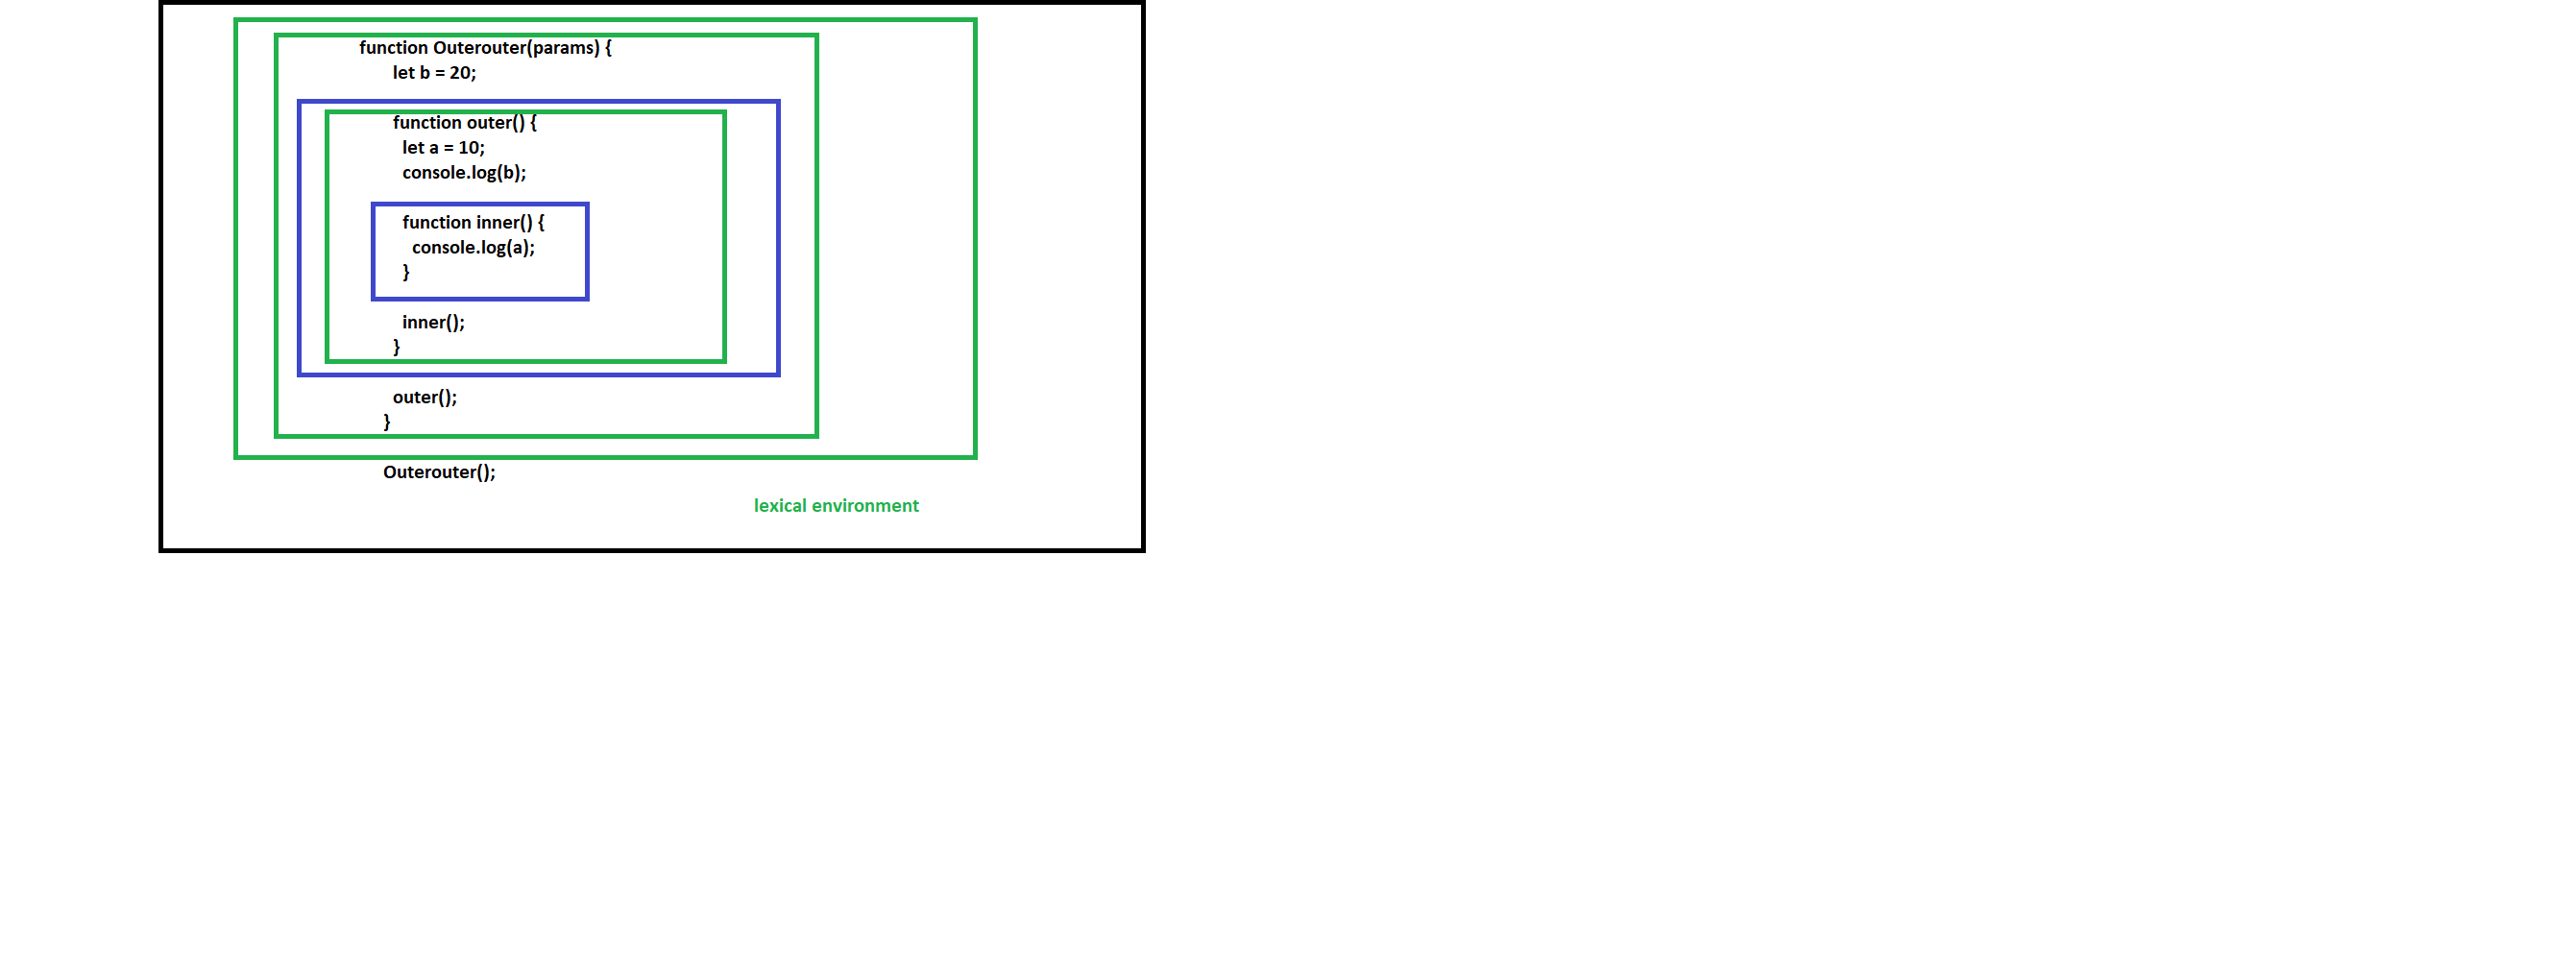 function Outerouter(params) {
let b = 20;
function outer() {
let a = 10;
console.log(b);
function inner() {
console.log(a);
}
inner();
}
outer();
}
Outerouter();
lexical environment